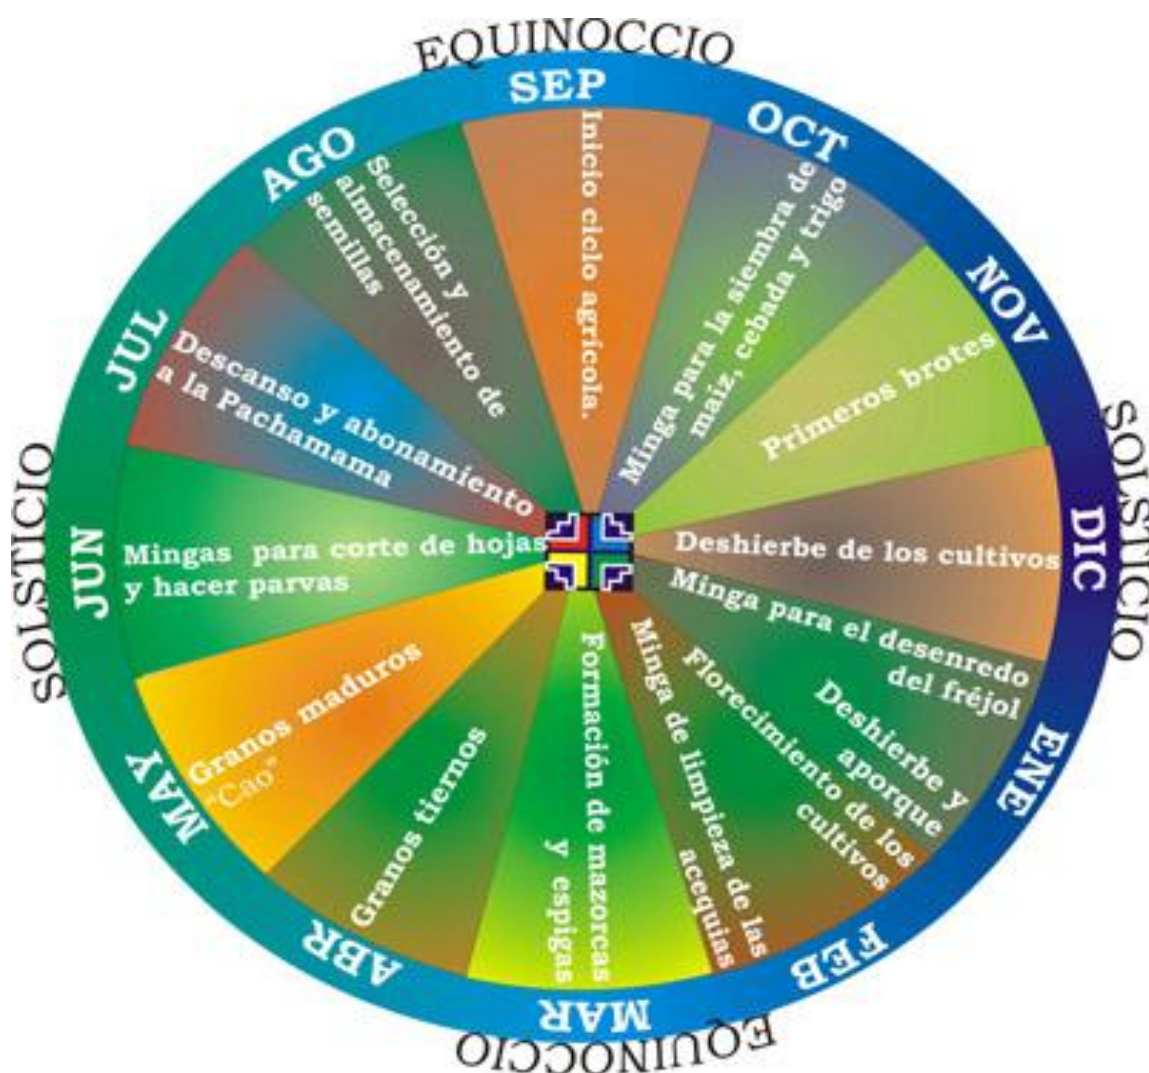 EQUINOCCIO
SEP
Inicio ciclo agrícola.
OCT
Minga para la siembra de
maíz, cebada y trigo
NOV
Primeros brotes
SOLSTICIO
DIC
Deshierbe de los cultivos
ENE
Minga para el desenredo
del fréjol
Deshierbe y
aporque
FEB
Florecimiento de los
cultivos
Minga de limpieza de las
acequias
EQUINOCCIO
MAR
Formación de mazorcas
y espigas
ABR
Granos tiernos
MAY
Granos maduros
"Cao"
SOLSTICIO
JUN
Mingas para corte de hojas
y hacer parvas
JUL
Descanso y abonamiento
a la Pachamama
AGO
Selección y
almacenamiento de
semillas